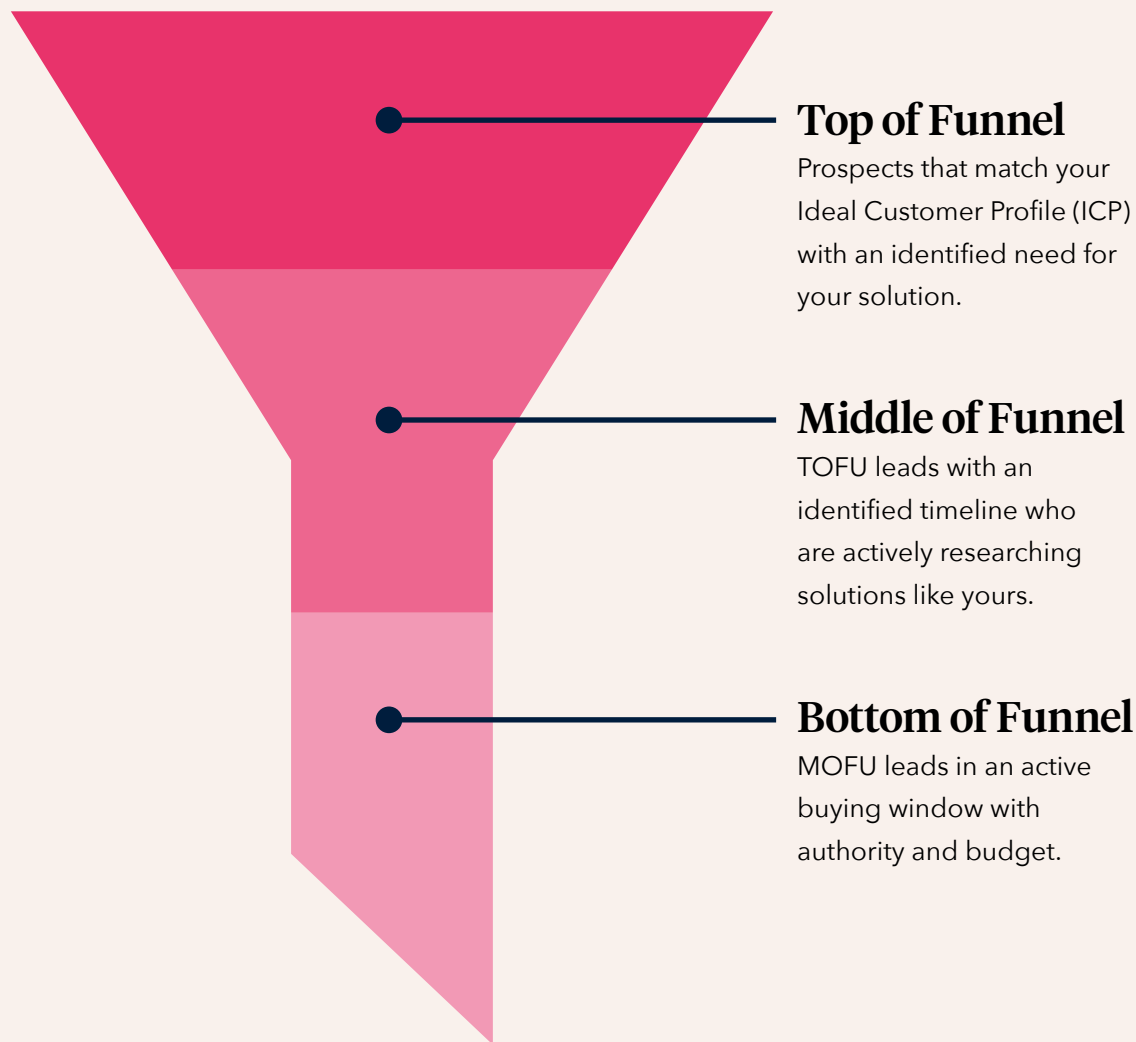 Top of Funnel
Prospects that match your
Ideal Customer Profile (ICP)
with an identified need for
your solution.
Middle of Funnel
TOFU leads with an
identified timeline who
are actively researching
solutions like yours.
Bottom of Funnel
MOFU leads in an active
buying window with
authority and budget.